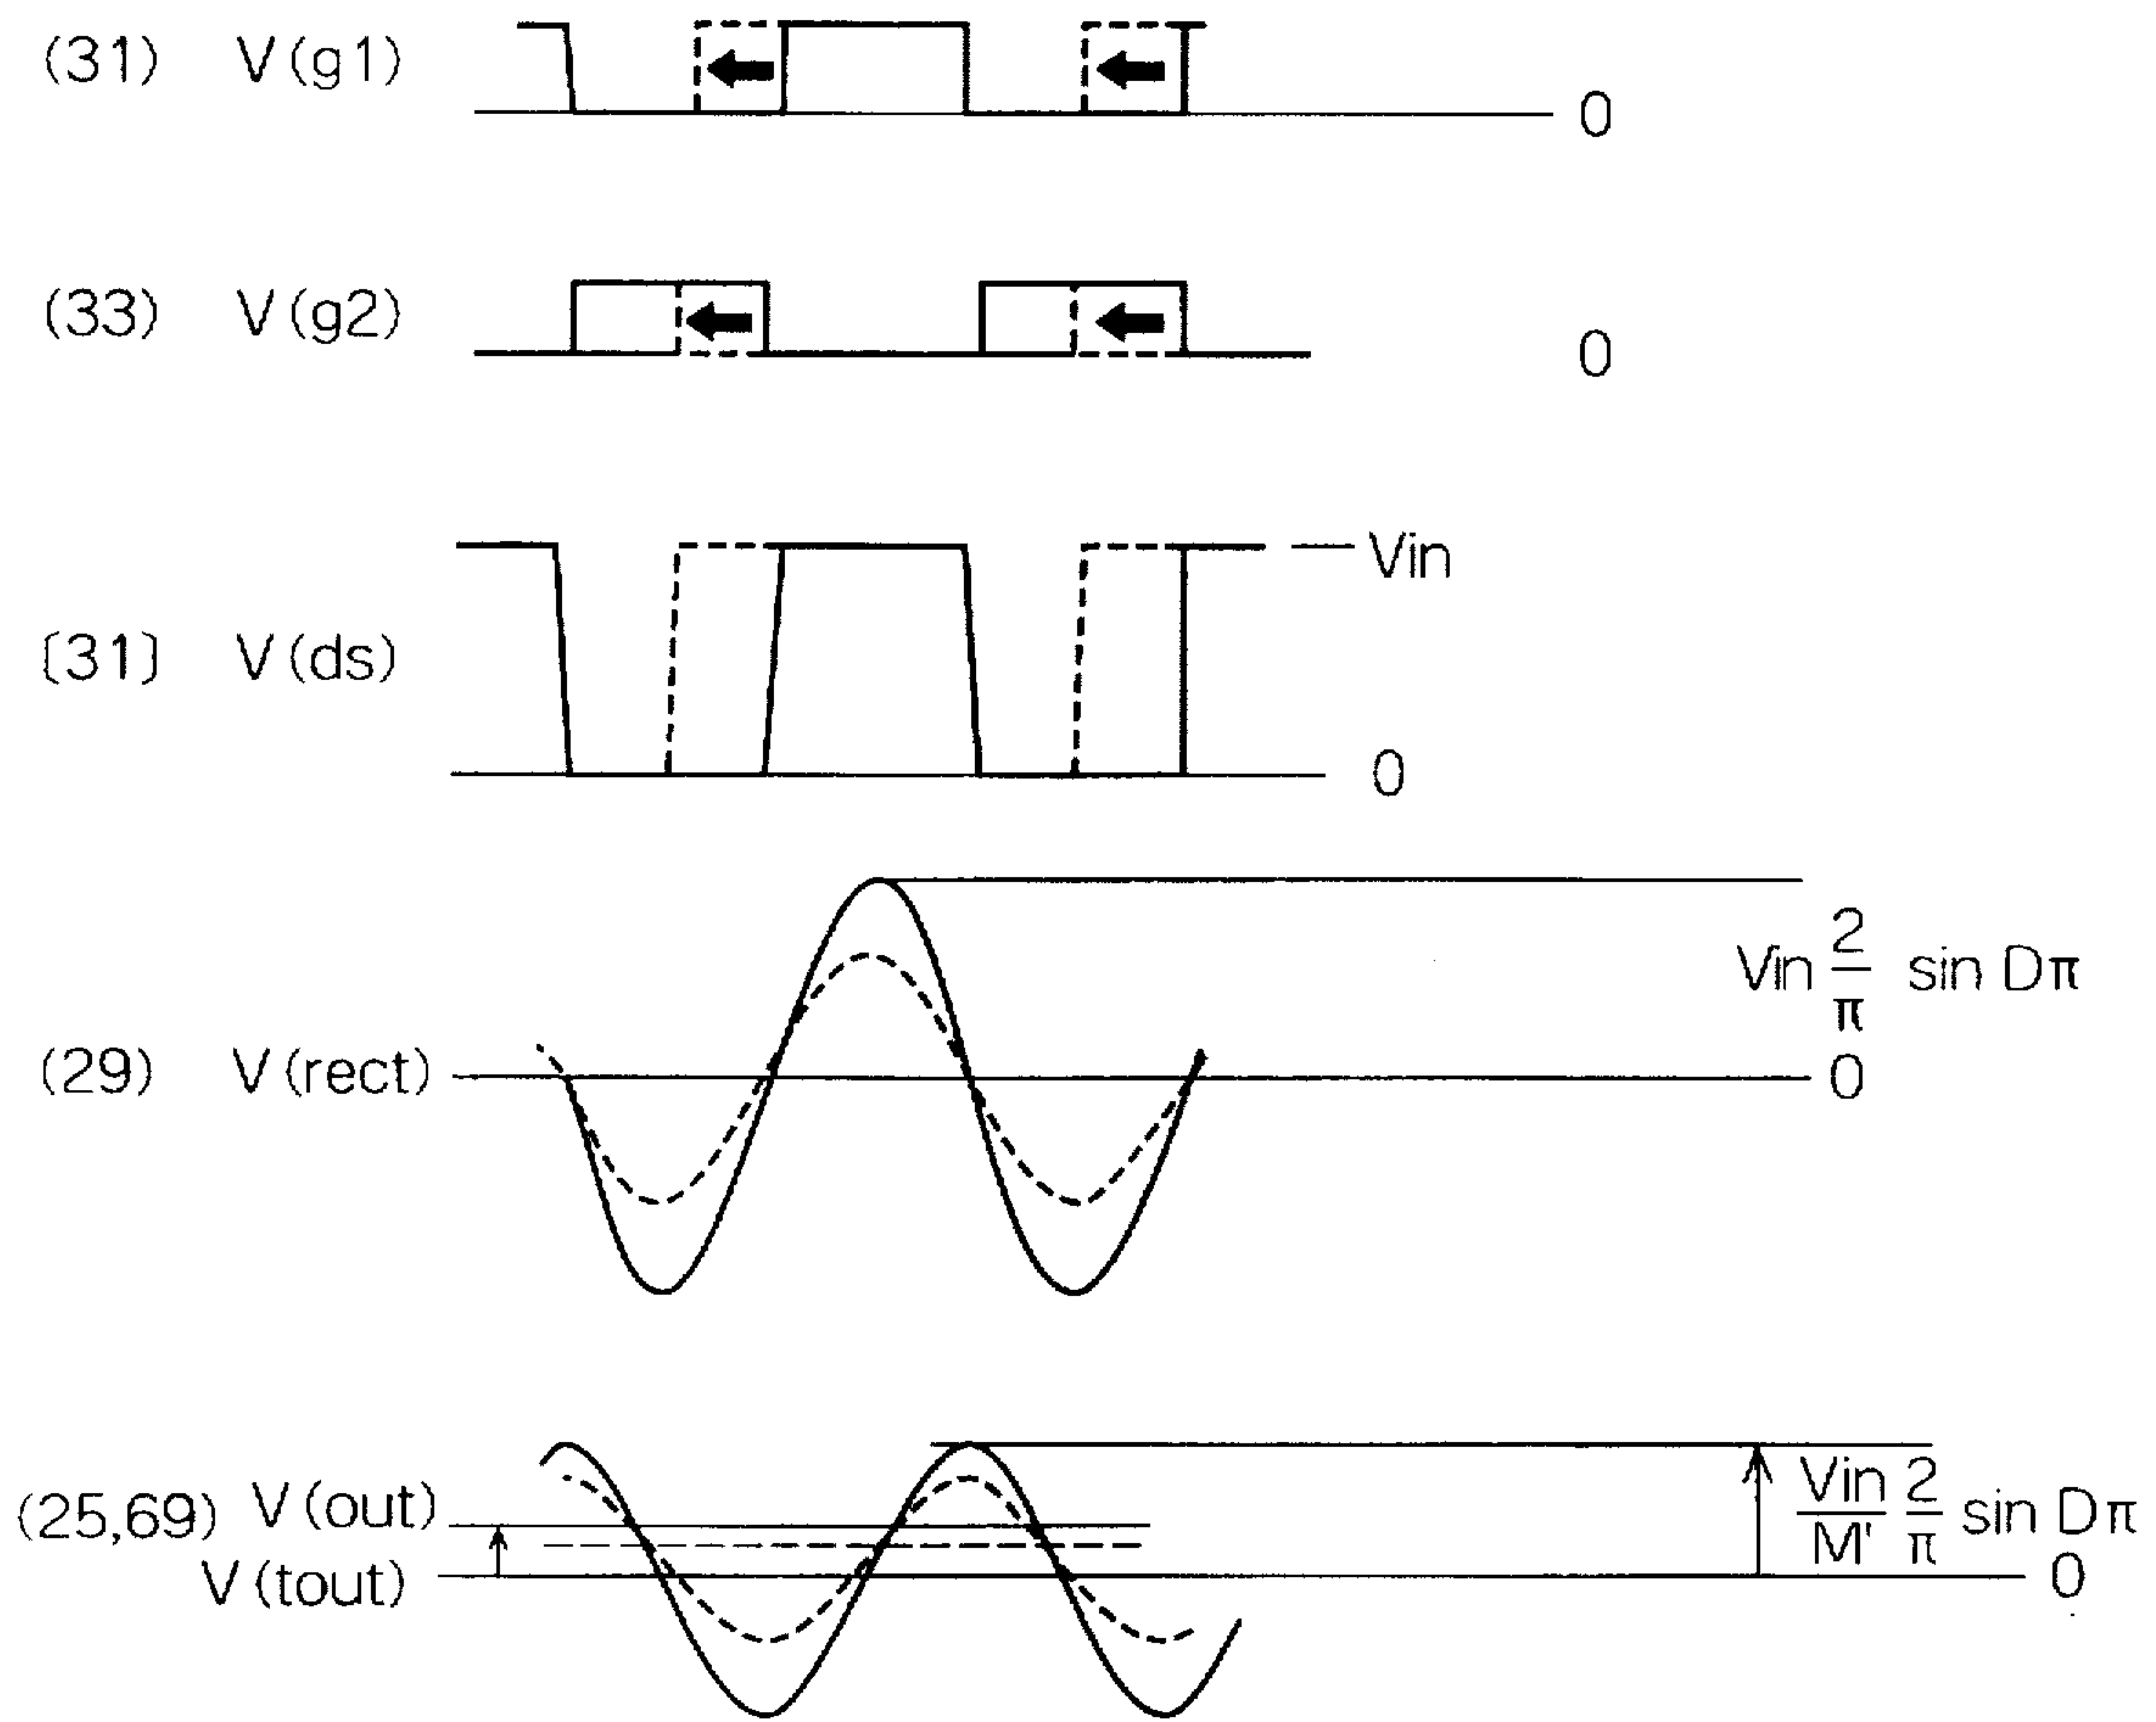 (31) V(g1)
0
(33) V(g2)
0
Vin
(31) V(ds)
0
Vin 2/π sin Dπ
(29) V(rect) 0
(25,69) V(out)
Vin/M' 2/π sin Dπ
V(tout) 0